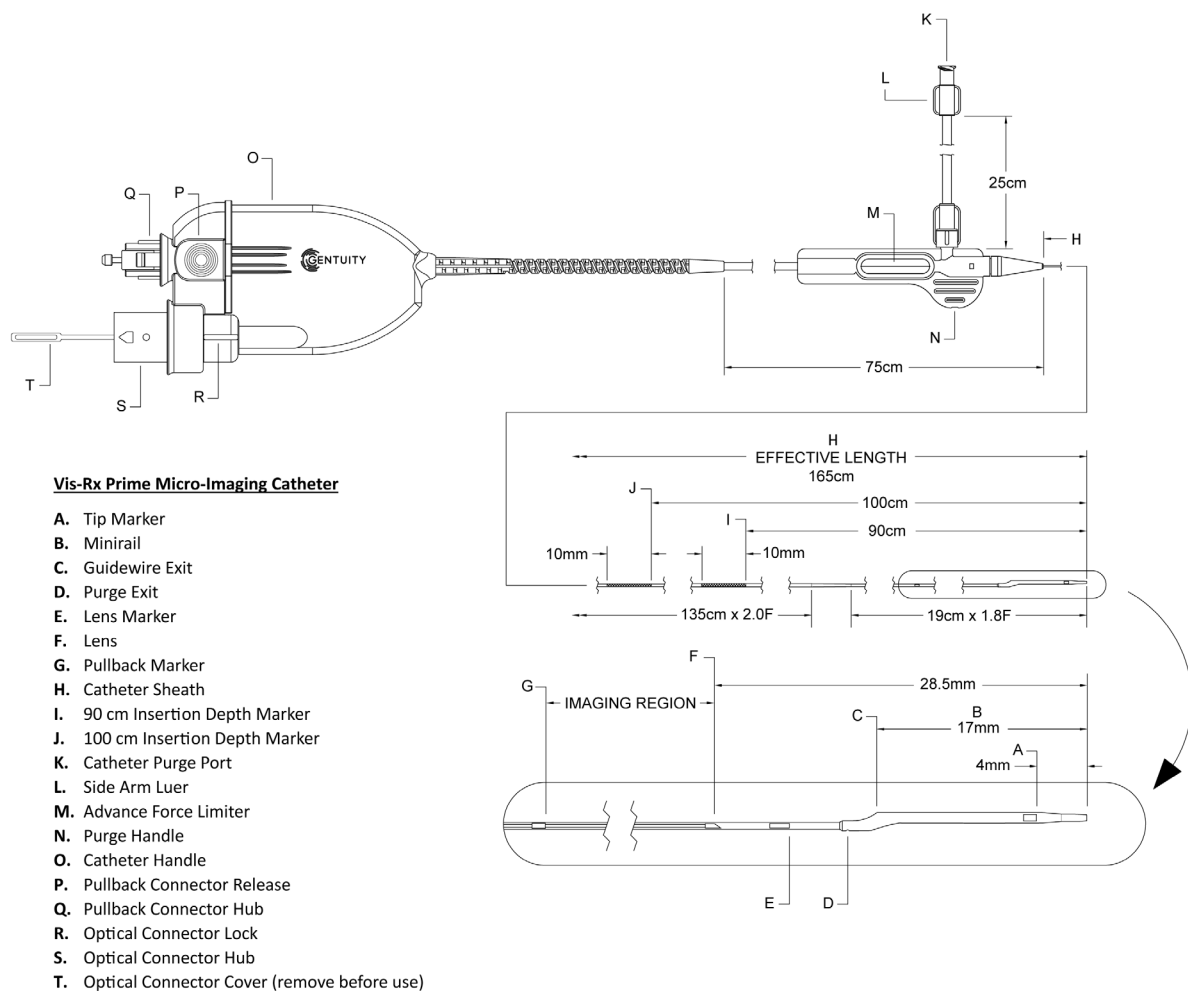 K
L
O
25cm
Q
P
M
H
GENTUITY
N
75cm
T
R
S
H
EFFECTIVE LENGTH
165cm
J
100cm
I
90cm
10mm
10mm
135cm x 2.0F
19cm x 1.8F
F
28.5mm
G
IMAGING REGION
C
B
17mm
A
4mm
E
D
Vis-Rx Prime Micro-Imaging Catheter
A. Tip Marker
B. Minirail
C. Guidewire Exit
D. Purge Exit
E. Lens Marker
F. Lens
G. Pullback Marker
H. Catheter Sheath
I. 90 cm Insertion Depth Marker
J. 100 cm Insertion Depth Marker
K. Catheter Purge Port
L. Side Arm Luer
M. Advance Force Limiter
N. Purge Handle
O. Catheter Handle
P. Pullback Connector Release
Q. Pullback Connector Hub
R. Optical Connector Lock
S. Optical Connector Hub
T. Optical Connector Cover (remove before use)